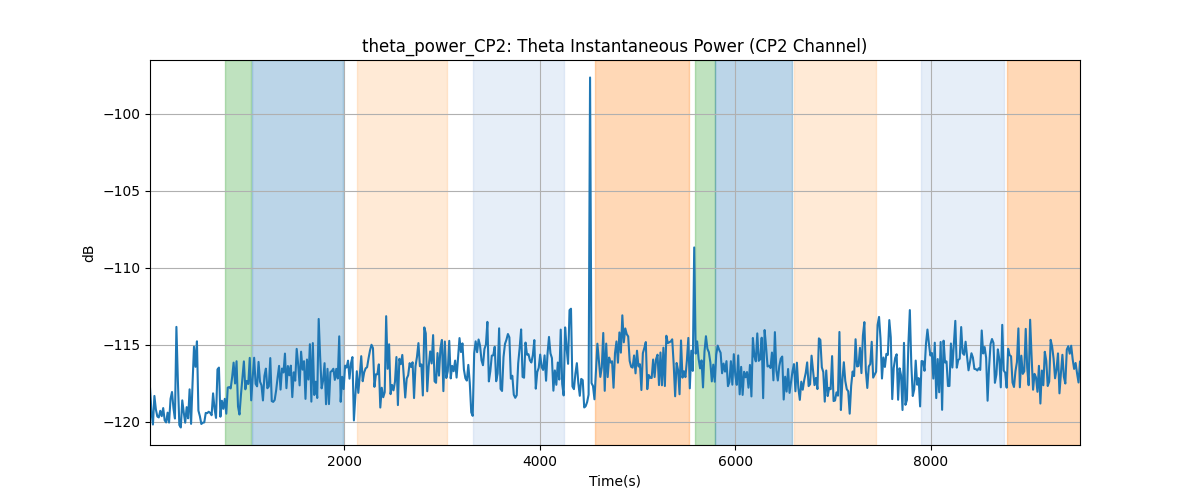 theta_power_CP2: Theta Instantaneous Power (CP2 Channel)
dB
−100
−105
−110
−115
−120
2000 4000 6000 8000
Time(s)